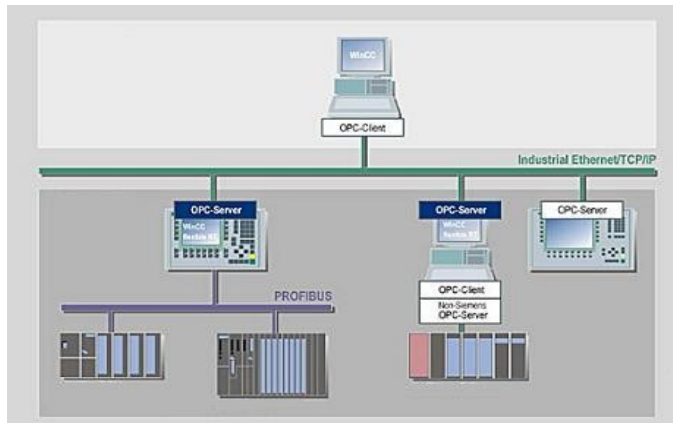 WinCC
OPC-Client
Industrial Ethernet/TCP/IP
OPC-Server
WinCC
flexible RT
OPC-Server
WinCC
flexible RT
OPC-Server
OPC-Client
Non-Siemens
OPC-Server
PROFIBUS